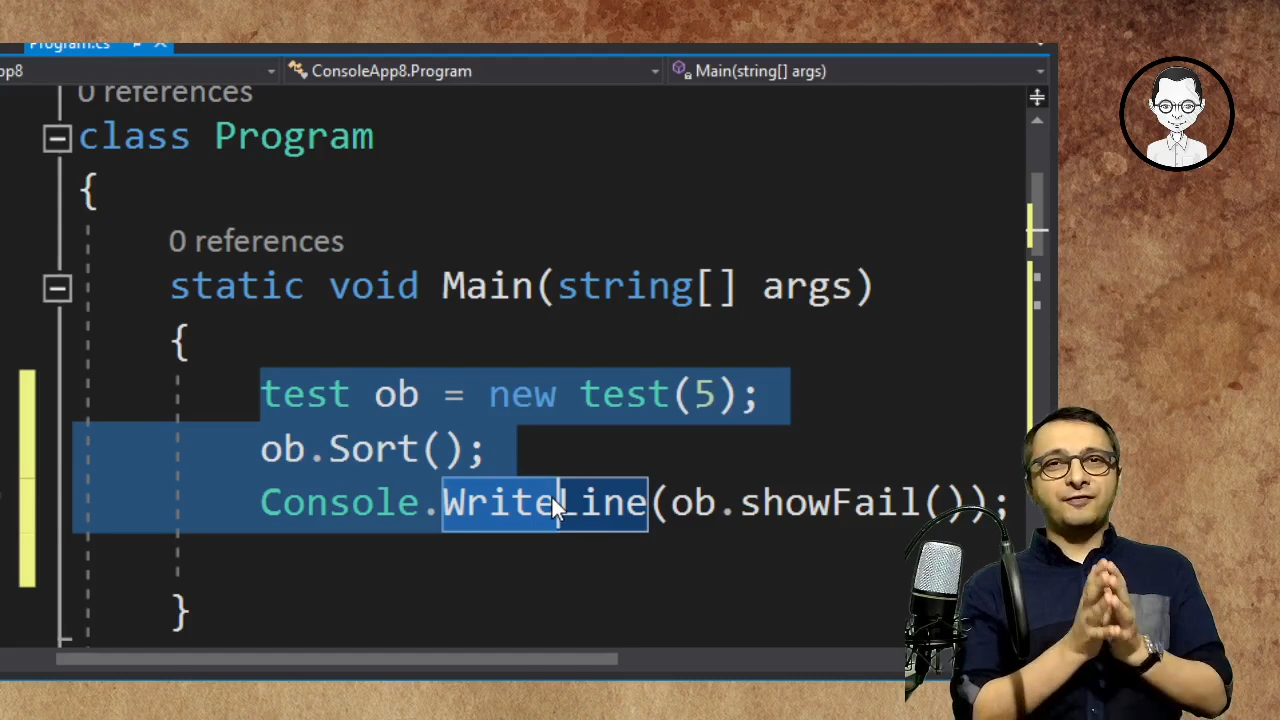 Program.cs
pp8
ConsoleApp8.Program
Main(string[] args)
0 references
class Program
{
0 references
static void Main(string[] args)
{
test ob = new test(5);
ob.Sort();
Console.WriteLine(ob.showFail());
}